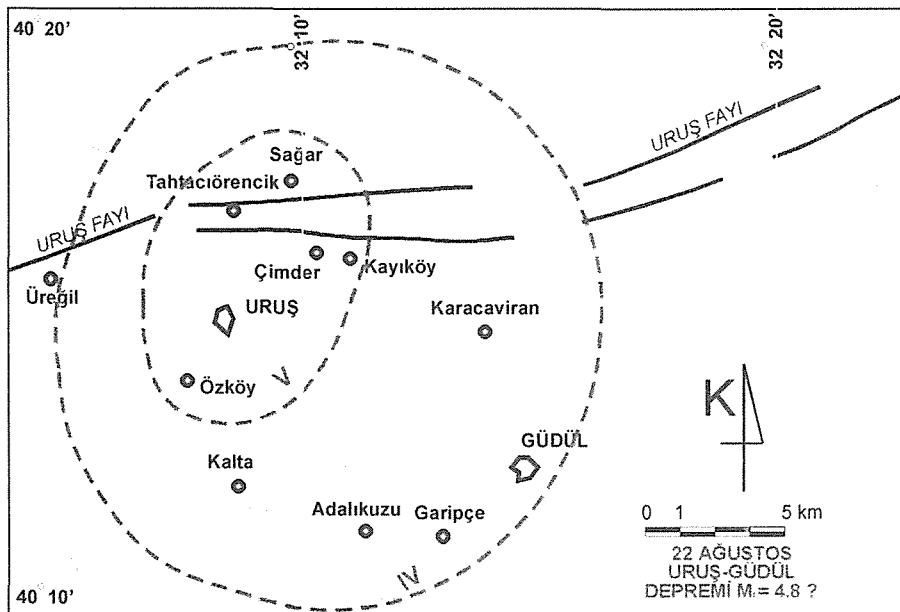 40 20'
32 10'
32 20'
URUŞ FAYI
Sağar
Tahtacıörencik
URUŞ FAYI
Çimder
Kayıköy
Üreğil
URUŞ
Karacaviran
Özköy
V
K
GÜDÜL
Kalta
Adalıkuzu
Garipçe
0 1 5 km
IV
22 AĞUSTOS
URUŞ-GÜDÜL
DEPREMİ M = 4.8 ?
40 10'